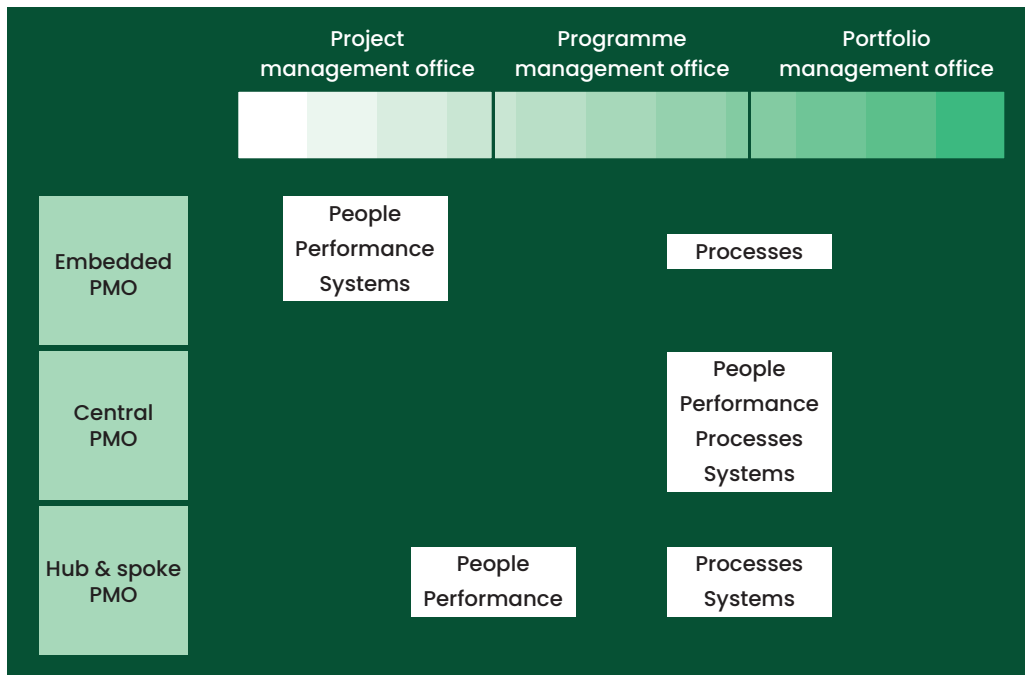 Project
management office
Programme
management office
Portfolio
management office
Embedded
PMO
People
Performance
Systems
Processes
Central
PMO
People
Performance
Processes
Systems
Hub & spoke
PMO
People
Performance
Processes
Systems